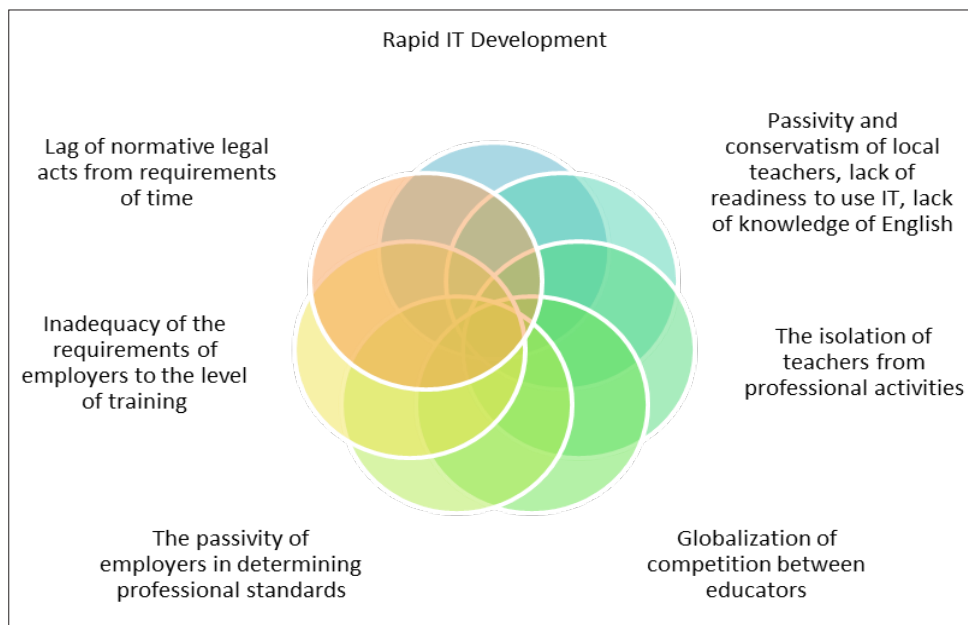 Rapid IT Development
Passivity and
conservatism of local
teachers, lack of
readiness to use IT, lack
of knowledge of English
The isolation of
teachers from
professional activities
Globalization of
competition between
educators
The passivity of
employers in determining
professional standards
Inadequacy of the
requirements of
employers to the level
of training
Lag of normative legal
acts from requirements
of time